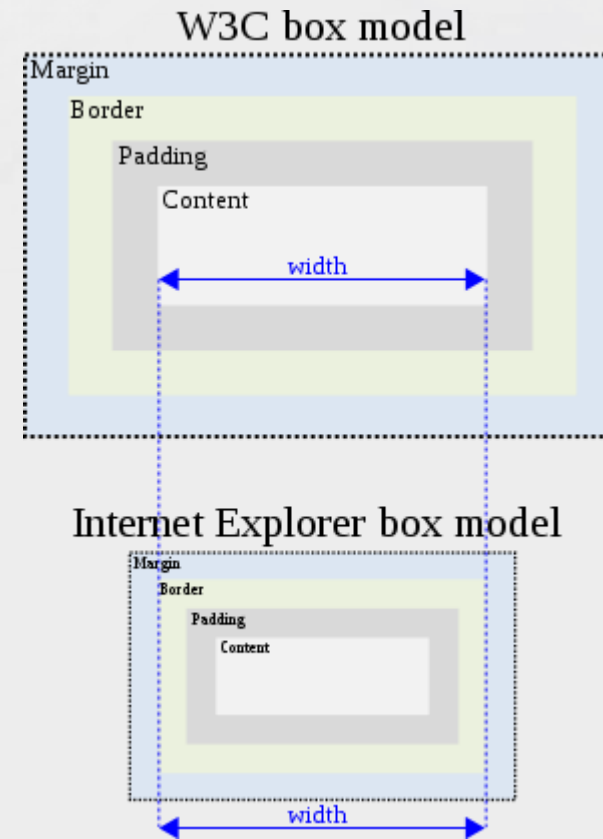 W3C box model
Margin
Border
Padding
Content
width
Internet Explorer box model
Margin
Border
Padding
Content
width